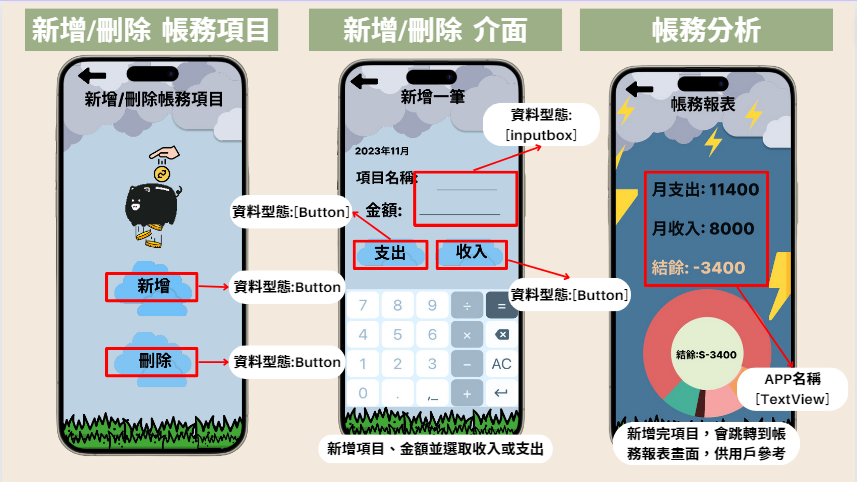 新增/刪除 帳務項目
新增/刪除 介面
帳務分析
新增/刪除帳務項目
新增
刪除
資料型態:Button
資料型態:Button
新增一筆
2023年11月
項目名稱:
金額:
資料型態:
[inputbox]
資料型態:[Button]
支出
收入
資料型態:[Button]
7 8 9 ÷ =
4 5 6 ×
1 2 3 − AC
0 . ,_ +
新增項目、金額並選取收入或支出
帳務報表
月支出: 11400
月收入: 8000
結餘: -3400
結餘:S-3400
APP名稱
[TextView]
新增完項目，會跳轉到帳
務報表畫面，供用戶參考